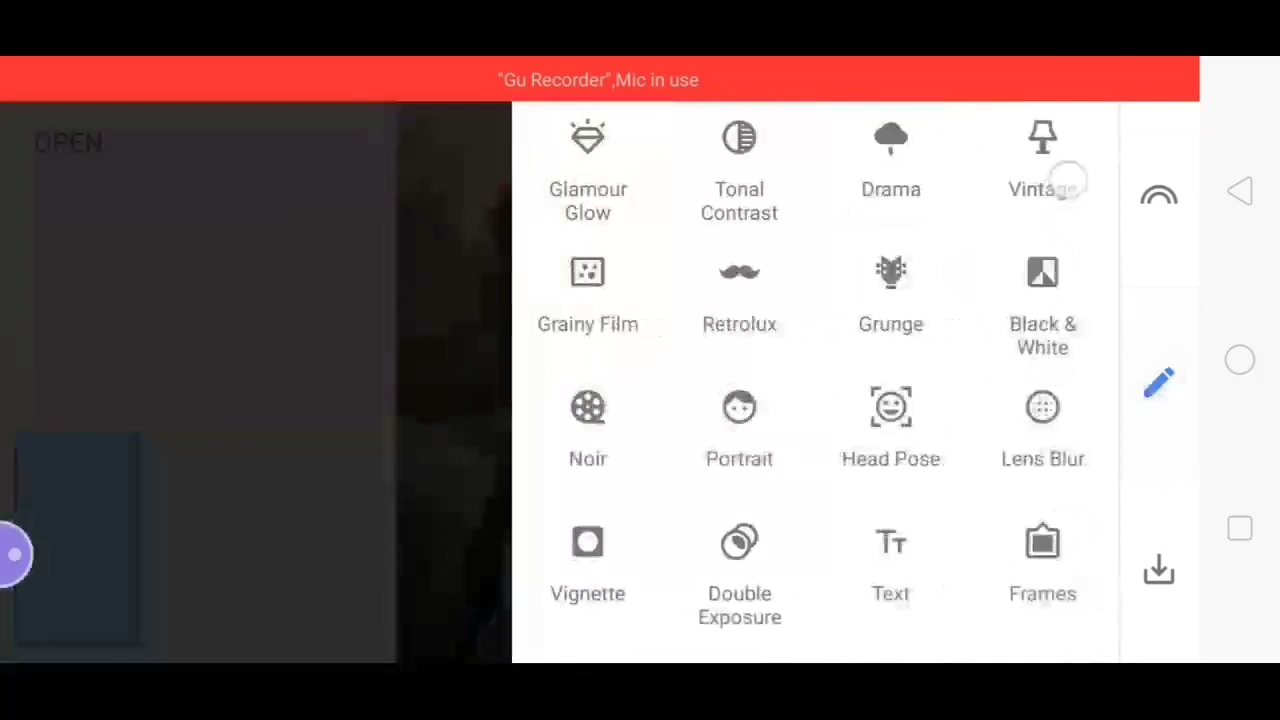 "Gu Recorder",Mic in use
OPEN
Glamour
Glow
Tonal
Contrast
Drama
Vintage
Grainy Film
Retrolux
Grunge
Black &
White
Noir
Portrait
Head Pose
Lens Blur
Vignette
Double
Exposure
Text
Frames